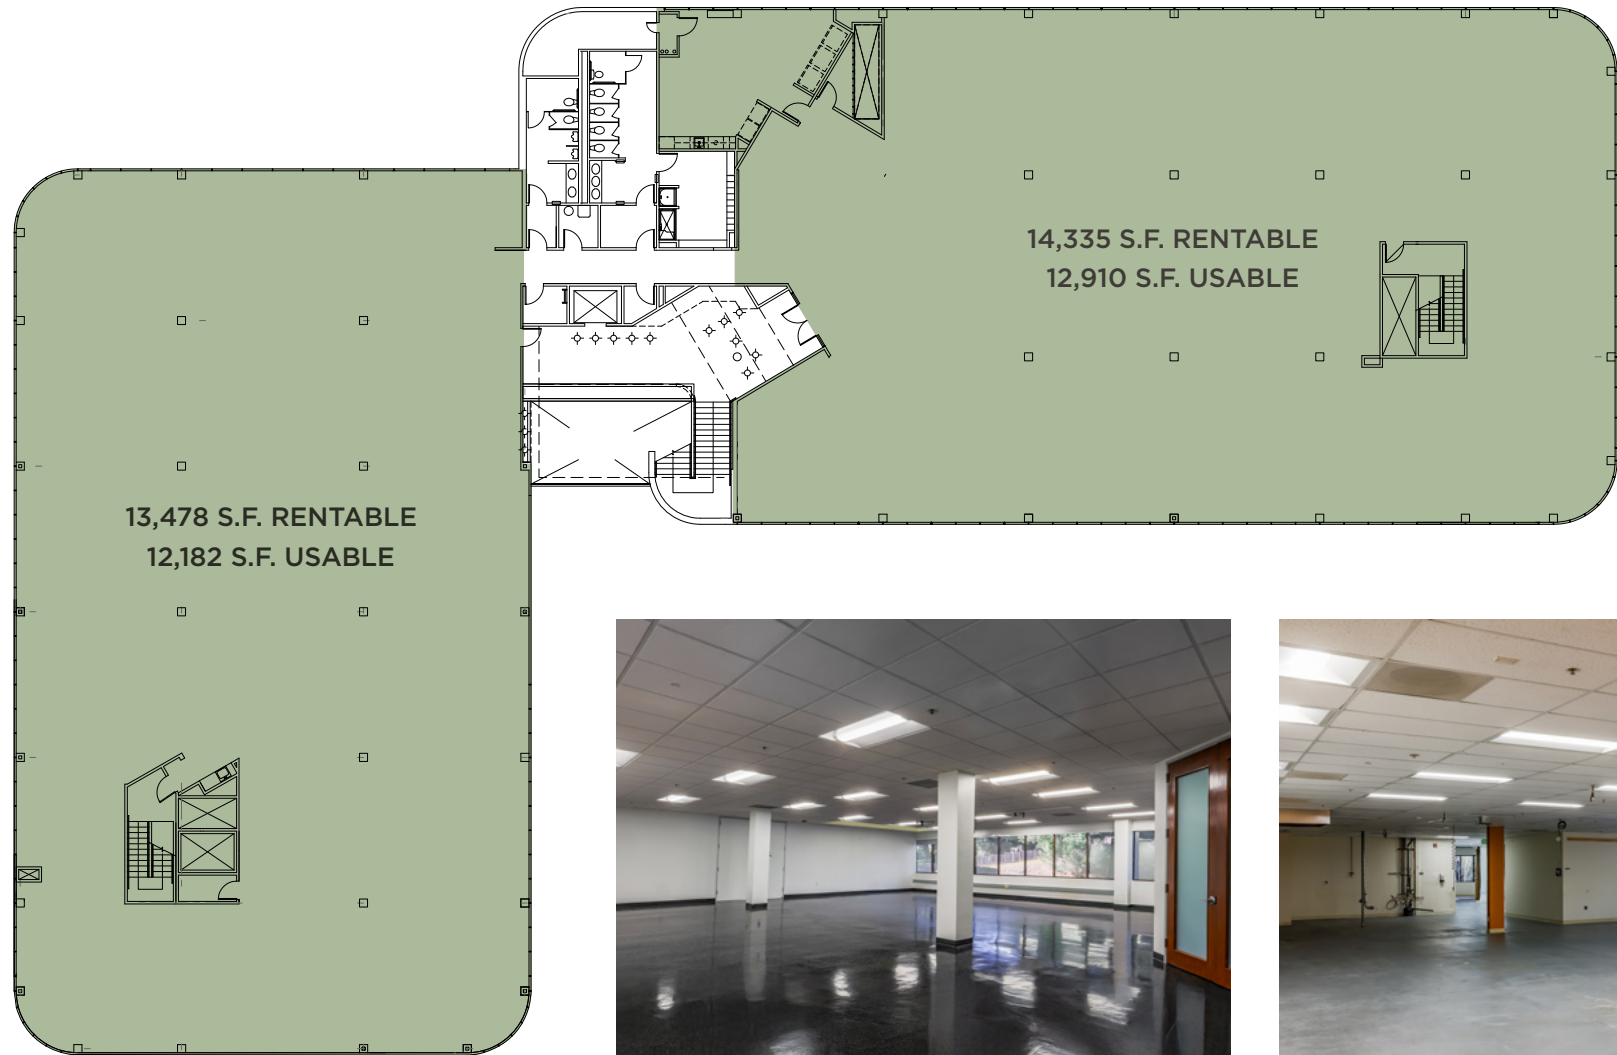 14,335 S.F. RENTABLE
12,910 S.F. USABLE
13,478 S.F. RENTABLE
12,182 S.F. USABLE